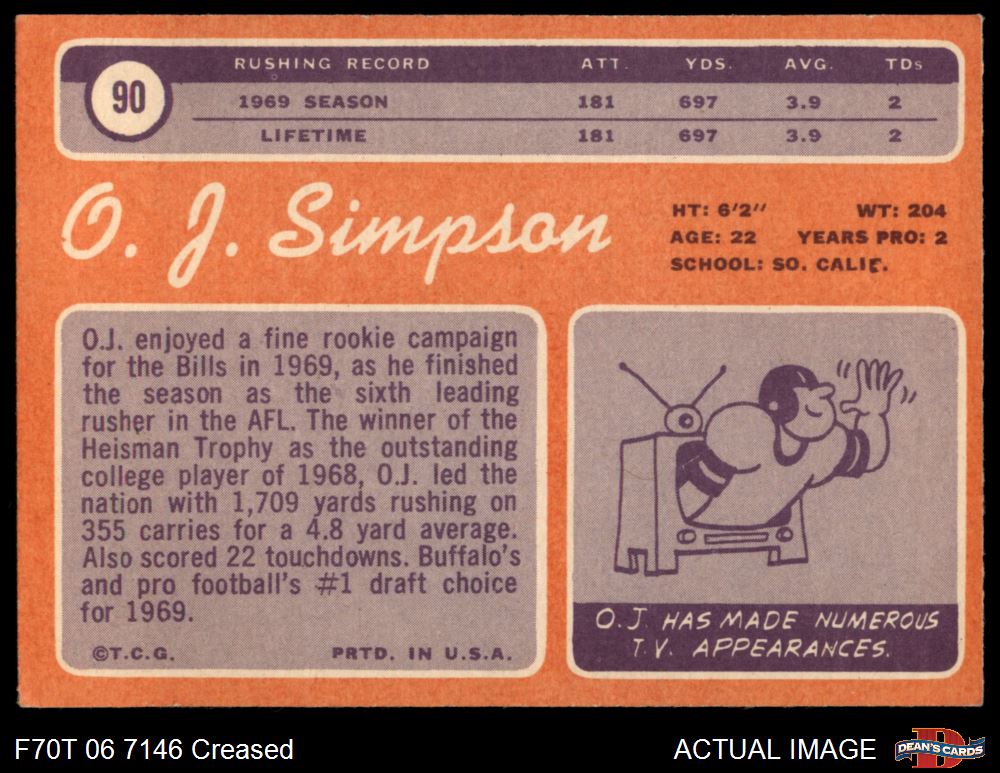 RUSHING RECORD ATT. YDS. AVG. TDs
90
1969 SEASON 181 697 3.9 2
LIFETIME 181 697 3.9 2
O. J. Simpson
HT: 6'2" WT: 204
AGE: 22 YEARS PRO: 2
SCHOOL: SO. CALIF.
O.J. enjoyed a fine rookie campaign
for the Bills in 1969, as he finished
the season as the sixth leading
rusher in the AFL. The winner of the
Heisman Trophy as the outstanding
college player of 1968, O.J. led the
nation with 1,709 yards rushing on
355 carries for a 4.8 yard average.
Also scored 22 touchdowns. Buffalo's
and pro football's #1 draft choice
for 1969.
©T.C.G. PRTD. IN U.S.A.
O.J. HAS MADE NUMEROUS
T.V. APPEARANCES.
F70T 06 7146 Creased
ACTUAL IMAGE
DEAN'S CARDS